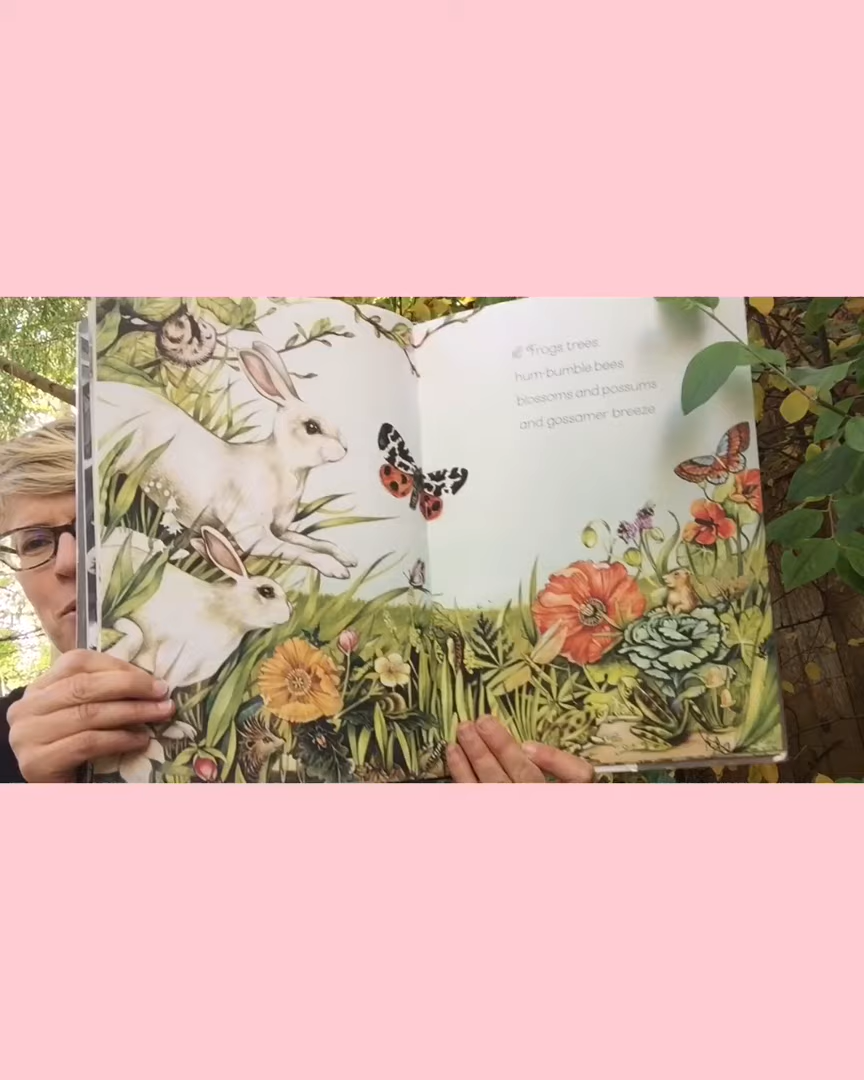 Frogs trees
hum-bumble bees
blossoms and possums
and gossamer breeze